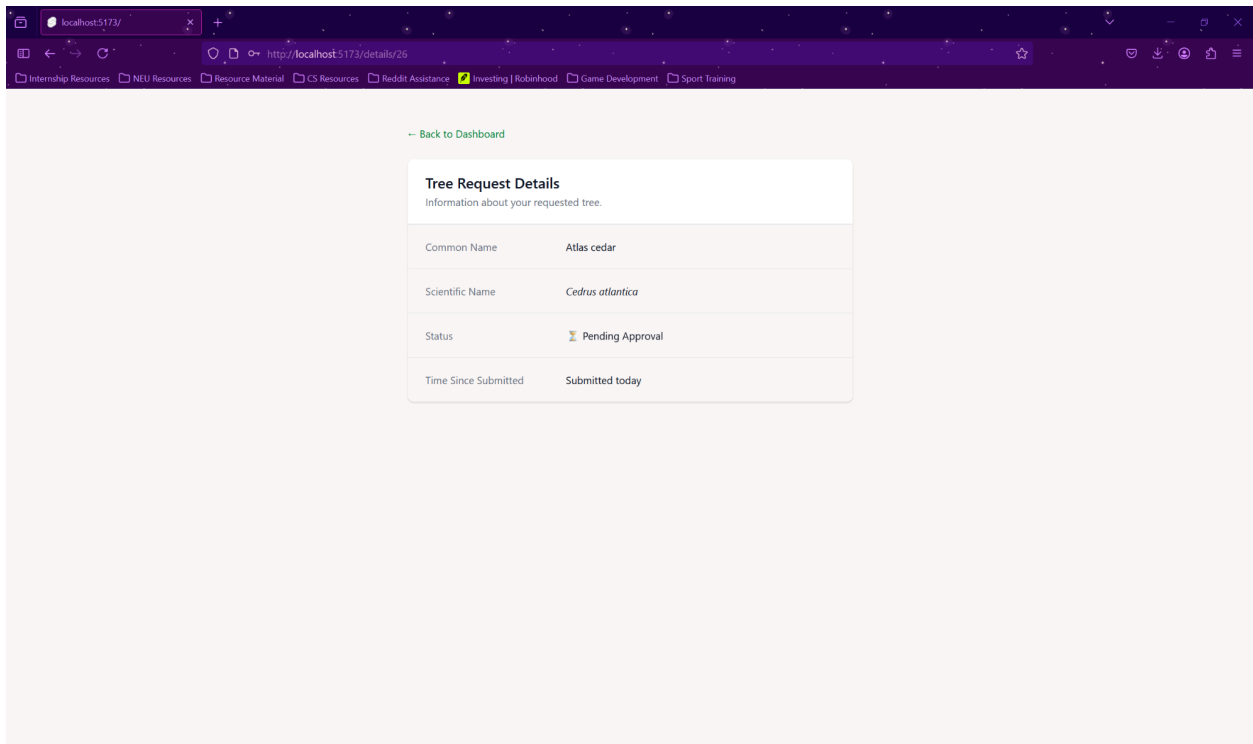 localhost:5173/
http://localhost:5173/details/26
Internship Resources NEU Resources Resource Material CS Resources Reddit Assistance Investing | Robinhood Game Development Sport Training
← Back to Dashboard
Tree Request Details
Information about your requested tree.
Common Name Atlas cedar
Scientific Name Cedrus atlantica
Status ⏳ Pending Approval
Time Since Submitted Submitted today